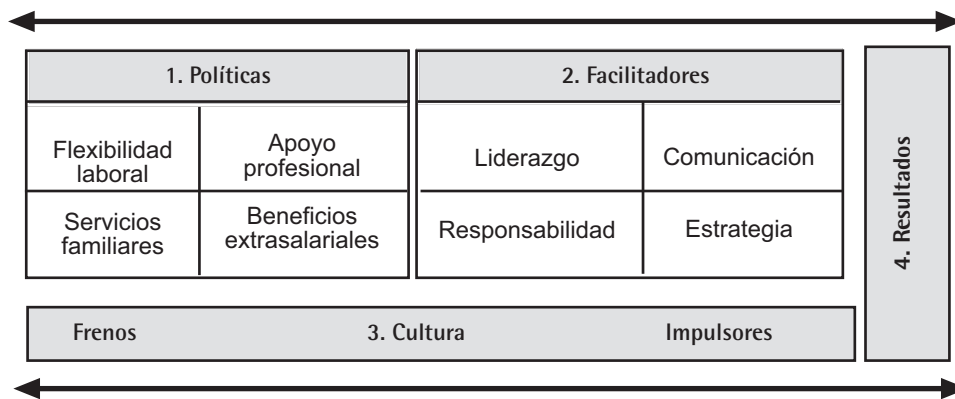 1. Políticas
2. Facilitadores
Flexibilidad
laboral
Apoyo
profesional
Liderazgo
Comunicación
Servicios
familiares
Beneficios
extrasalariales
Responsabilidad
Estrategia
4. Resultados
Frenos
3. Cultura
Impulsores